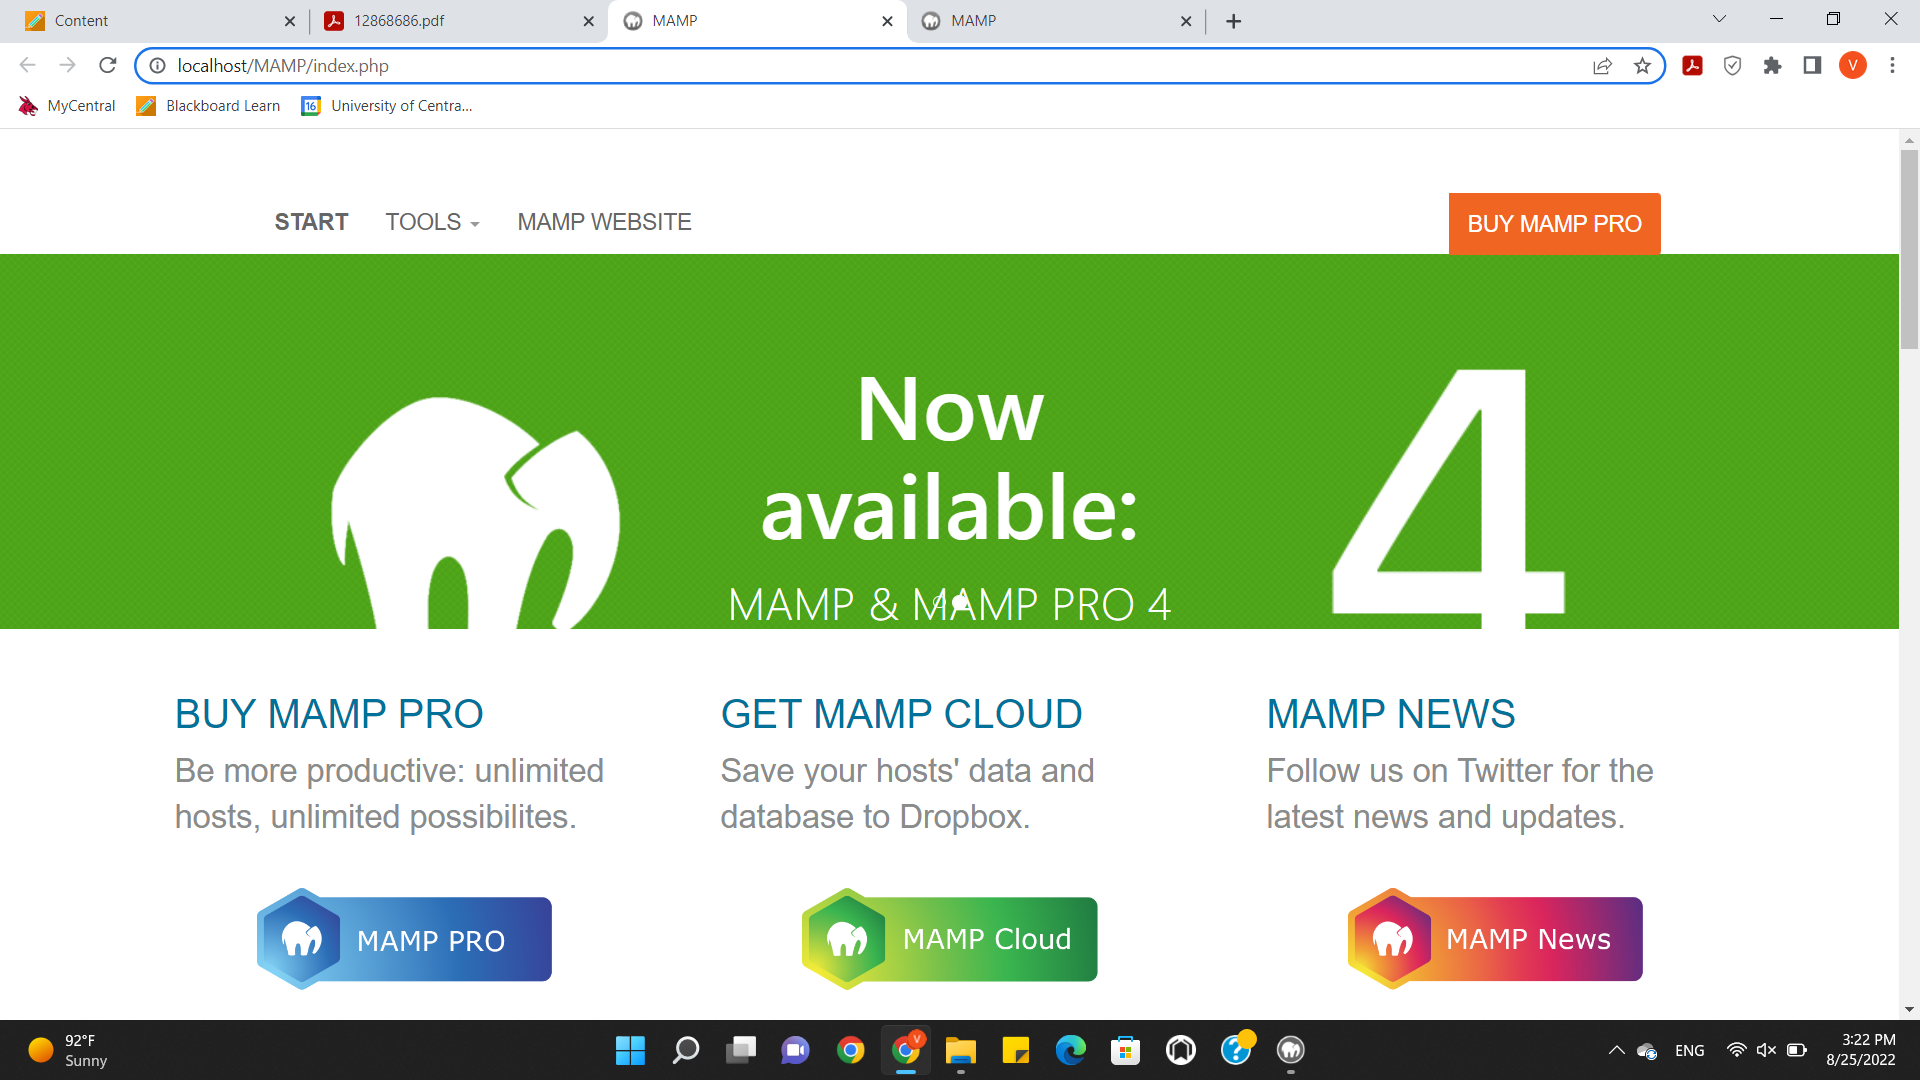 Content
12868686.pdf
MAMP
MAMP
localhost/MAMP/index.php
V
MyCentral
Blackboard Learn
16
University of Centra...
START
TOOLS
MAMP WEBSITE
BUY MAMP PRO
Now
available:
MAMP & MAMP PRO 4
4
BUY MAMP PRO
Be more productive: unlimited
hosts, unlimited possibilites.
MAMP PRO
GET MAMP CLOUD
Save your hosts' data and
database to Dropbox.
MAMP Cloud
MAMP NEWS
Follow us on Twitter for the
latest news and updates.
MAMP News
92°F
Sunny
V
?
ENG
3:22 PM
8/25/2022